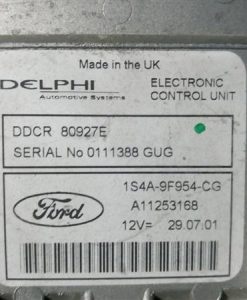 Made in the UK
DELPHI
Automotive Systems
ELECTRONIC
CONTROL UNIT
DDCR 80927E
SERIAL No 0111388 GUG
Ford
1S4A-9F954-CG
A11253168
12V= 29.07.01